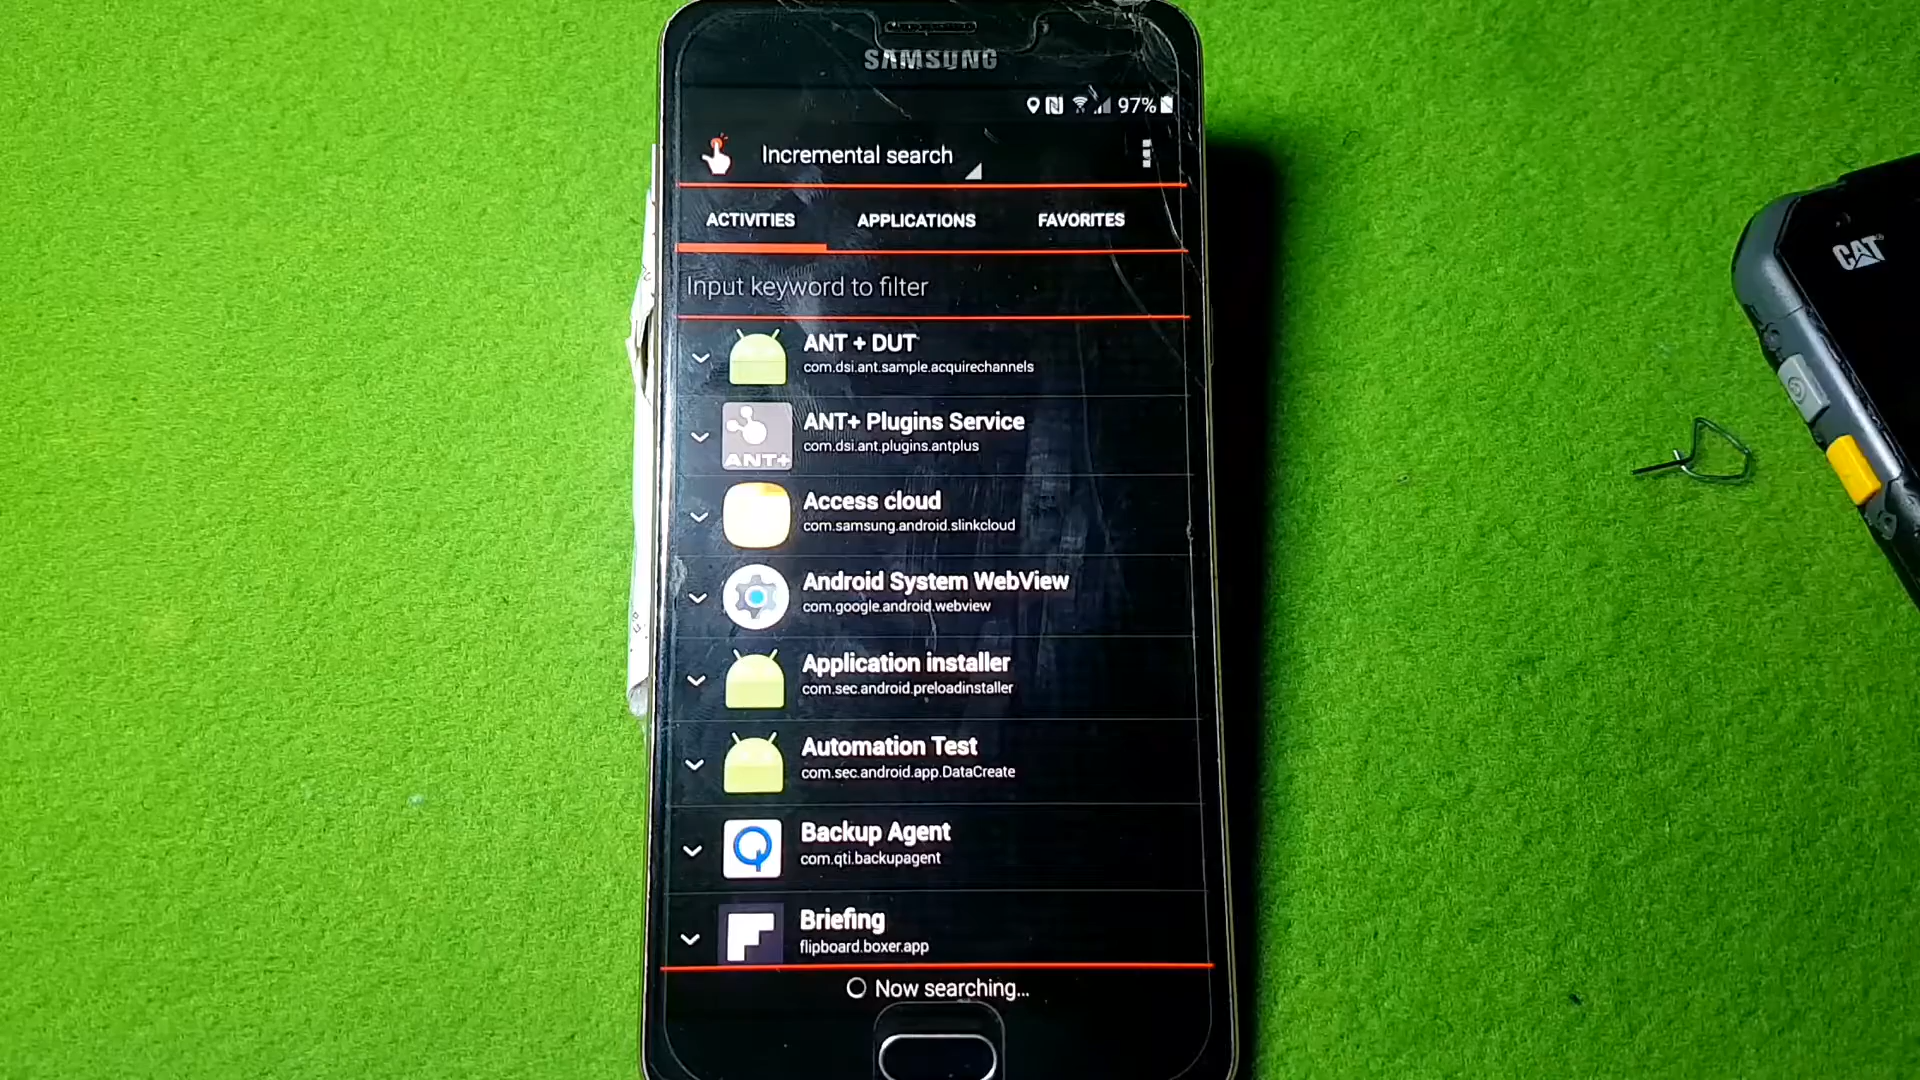 SAMSUNG
97%
Incremental search
ACTIVITIES APPLICATIONS FAVORITES
Input keyword to filter
ANT + DUT
com.dsi.ant.sample.acquirechannels
ANT+ Plugins Service
com.dsi.ant.plugins.antplus
ANT+
Access cloud
com.samsung.android.slinkcloud
Android System WebView
com.google.android.webview
Application installer
com.sec.android.preloadinstaller
Automation Test
com.sec.android.app.DataCreate
Backup Agent
com.qti.backupagent
Briefing
flipboard.boxer.app
Now searching...
CAT